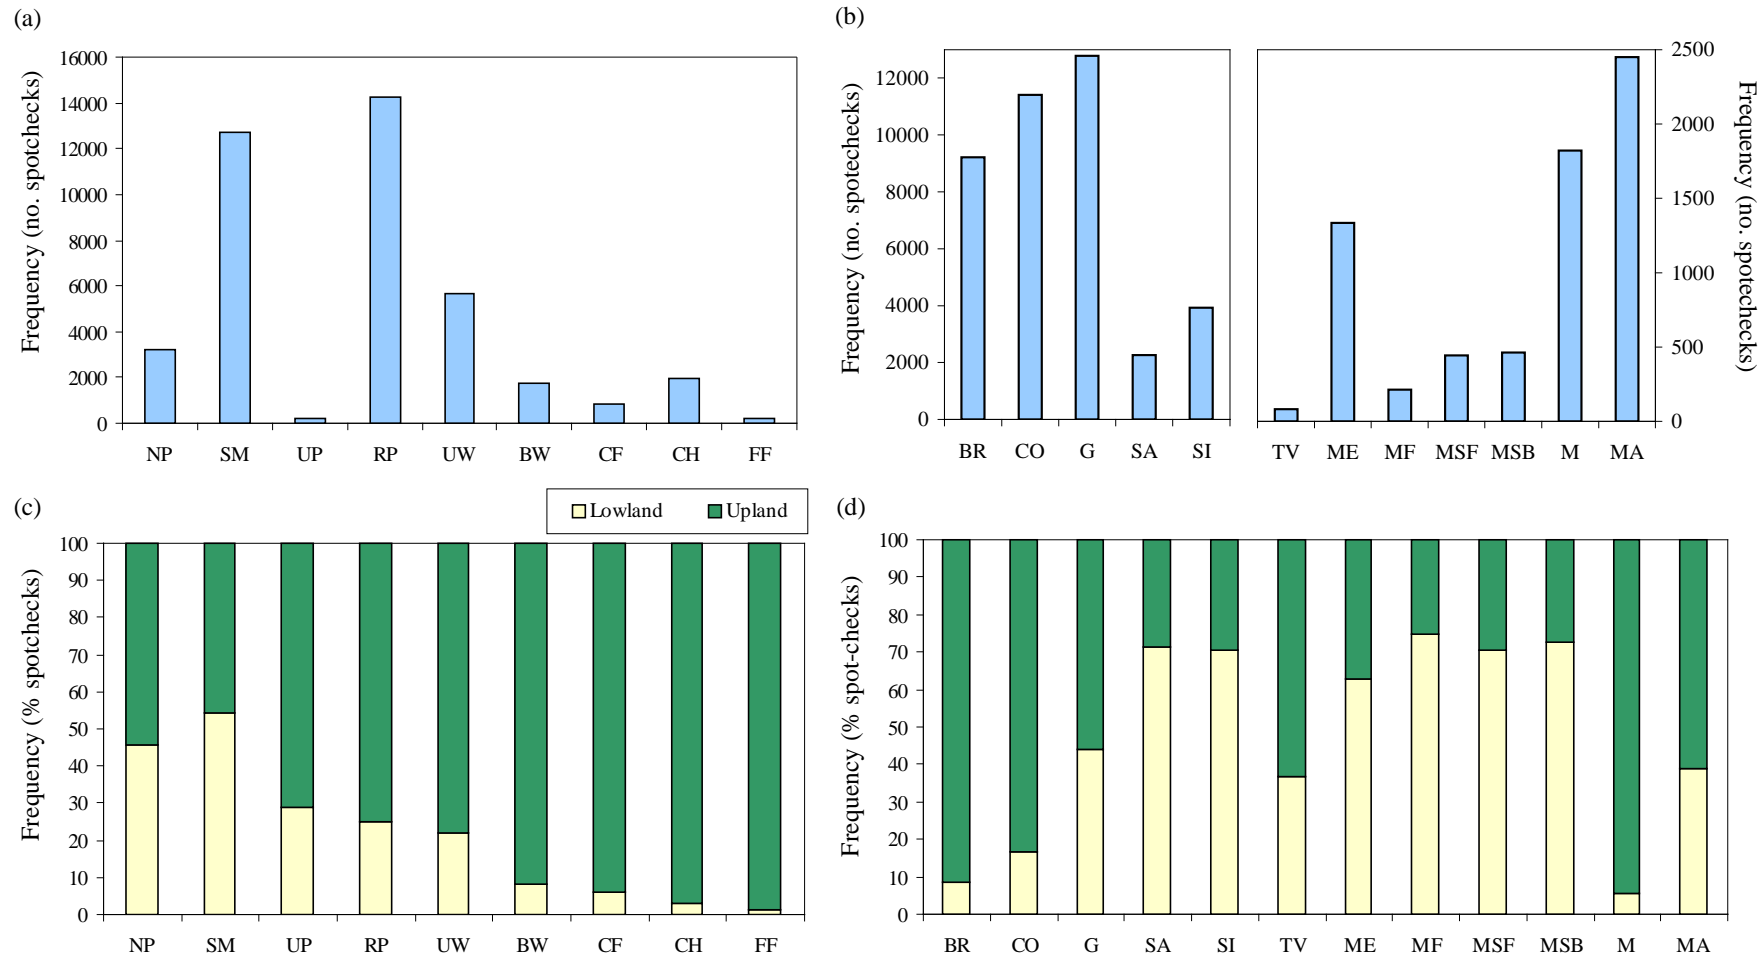 (a)
Frequency (no. spotchecks)
16000
14000
12000
10000
8000
6000
4000
2000
0
NP SM UP RP UW BW CF CH FF
(b)
Frequency (no. spotechecks)
12000
10000
8000
6000
4000
2000
0
BR CO G SA SI
2500
2000
1500
1000
500
0
Frequency (no. spotechecks)
TV ME MF MSF MSB M MA
(c)
Lowland Upland
Frequency (% spotchecks)
100
90
80
70
60
50
40
30
20
10
0
NP SM UP RP UW BW CF CH FF
(d)
Frequency (% spot-checks)
100
90
80
70
60
50
40
30
20
10
0
BR CO G SA SI TV ME MF MSF MSB M MA